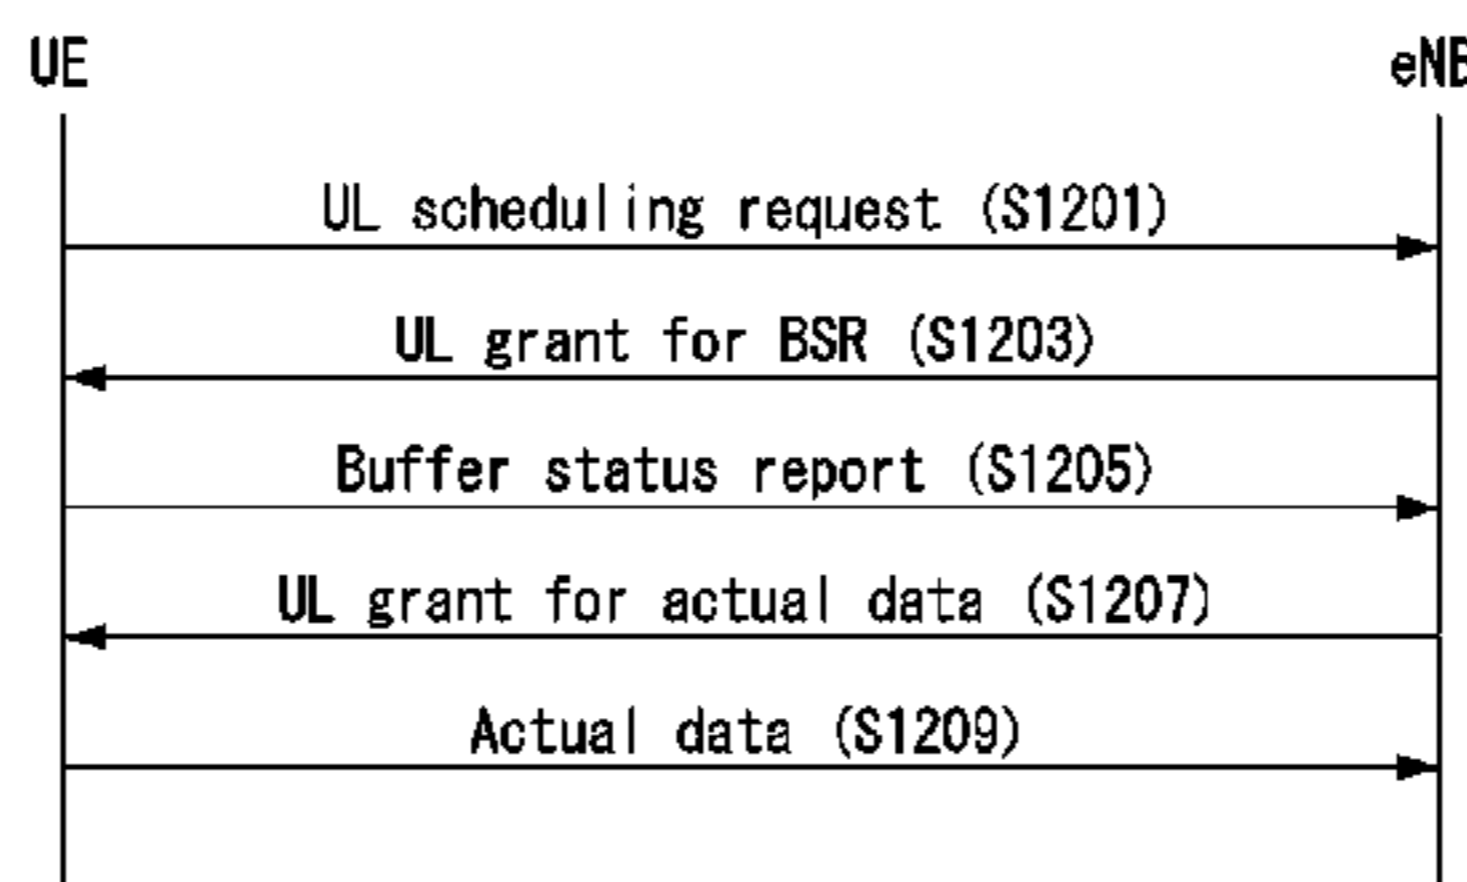 UE
eNB
UL scheduling request (S1201)
UL grant for BSR (S1203)
Buffer status report (S1205)
UL grant for actual data (S1207)
Actual data (S1209)